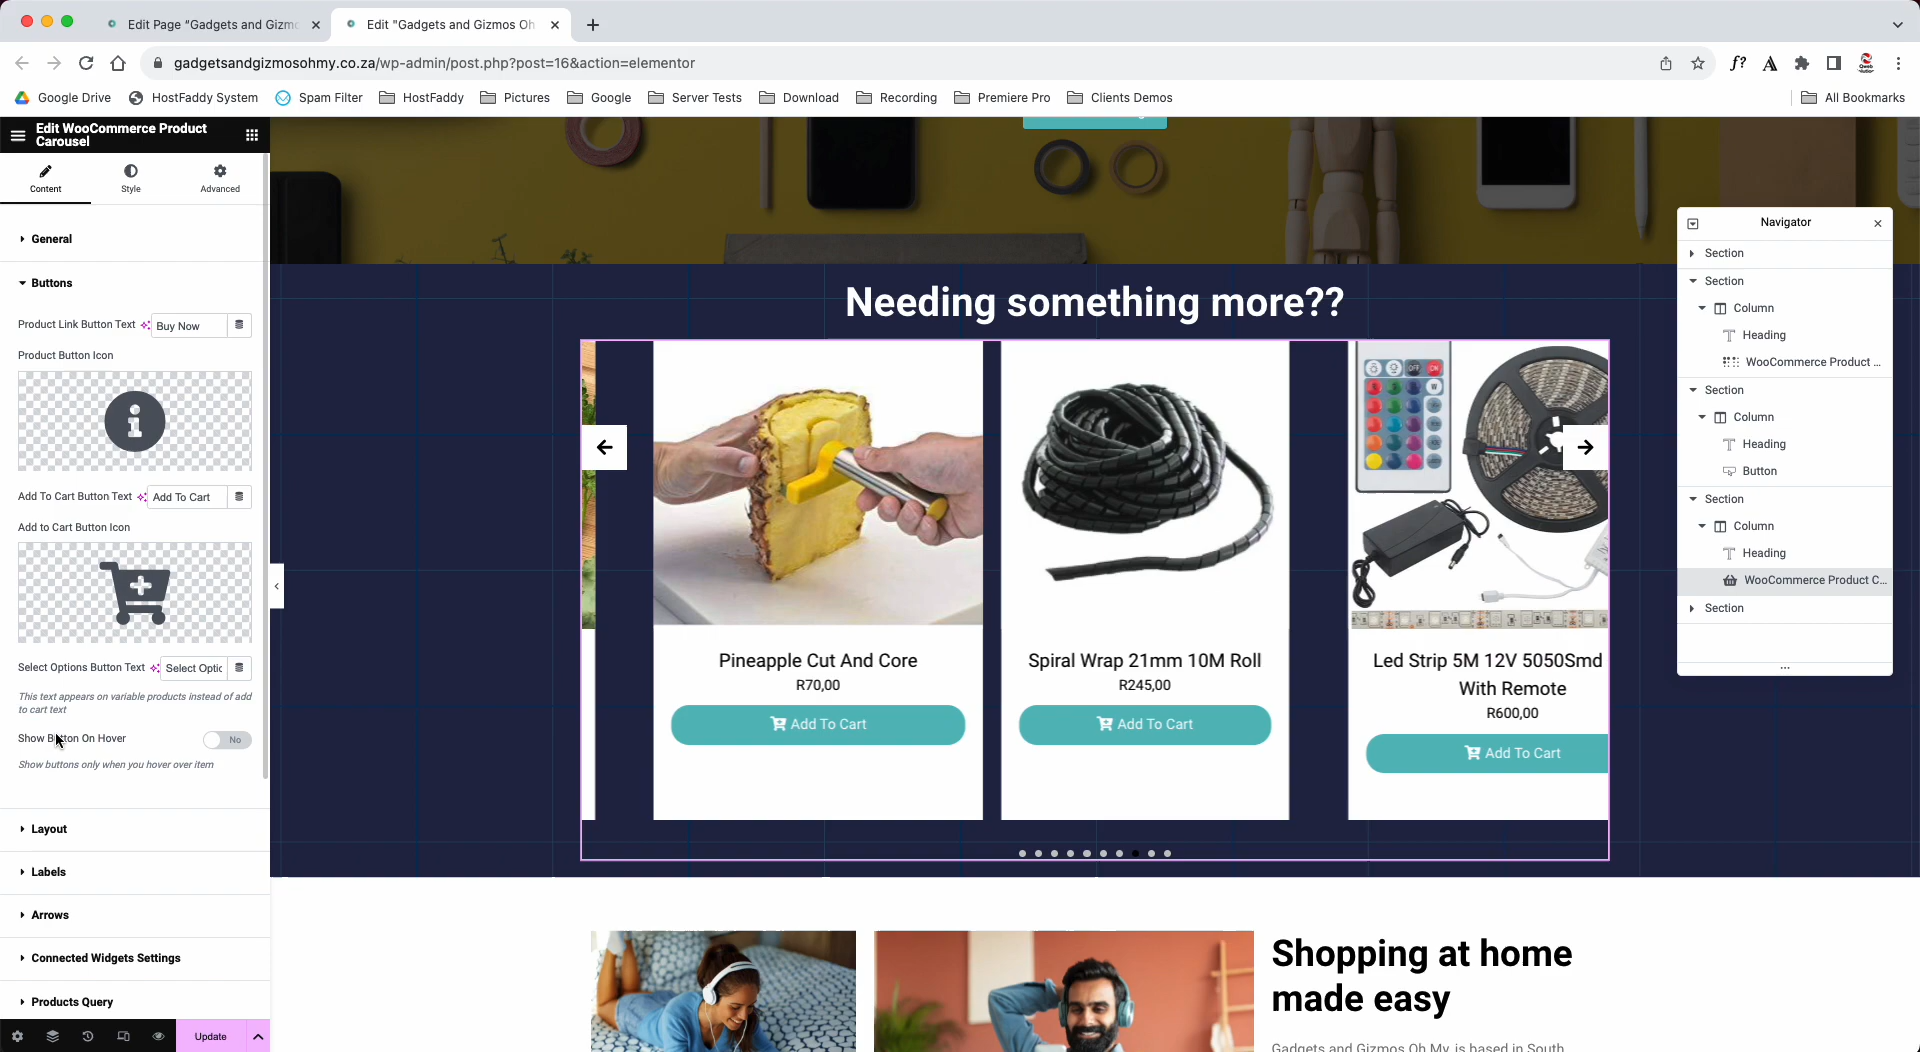 Edit Page “Gadgets and Gizmo
Edit "Gadgets and Gizmos Oh
gadgetsandgizmosohmy.co.za/wp-admin/post.php?post=16&action=elementor
Google Drive
HostFaddy System
Spam Filter
HostFaddy
Pictures
Google
Server Tests
Download
Recording
Premiere Pro
Clients Demos
All Bookmarks
Edit WooCommerce Product
Carousel
Content
Style
Advanced
General
Buttons
Product Link Button Text
Buy Now
Product Button Icon
Add To Cart Button Text
Add To Cart
Add to Cart Button Icon
Select Options Button Text
Select Optic
This text appears on variable products instead of add
to cart text
Show Button On Hover
No
Show buttons only when you hover over item
Layout
Labels
Arrows
Connected Widgets Settings
Products Query
Update
Needing something more??
Pineapple Cut And Core
R70,00
Add To Cart
Spiral Wrap 21mm 10M Roll
R245,00
Add To Cart
OFF
ON
W
Led Strip 5M 12V 5050Smd
With Remote
R600,00
Add To Cart
Shopping at home
made easy
Gadgets and Gizmos Oh My, is based in South
Navigator
Section
Section
Column
Heading
WooCommerce Product ...
Section
Column
Heading
Button
Section
Column
Heading
WooCommerce Product C...
Section